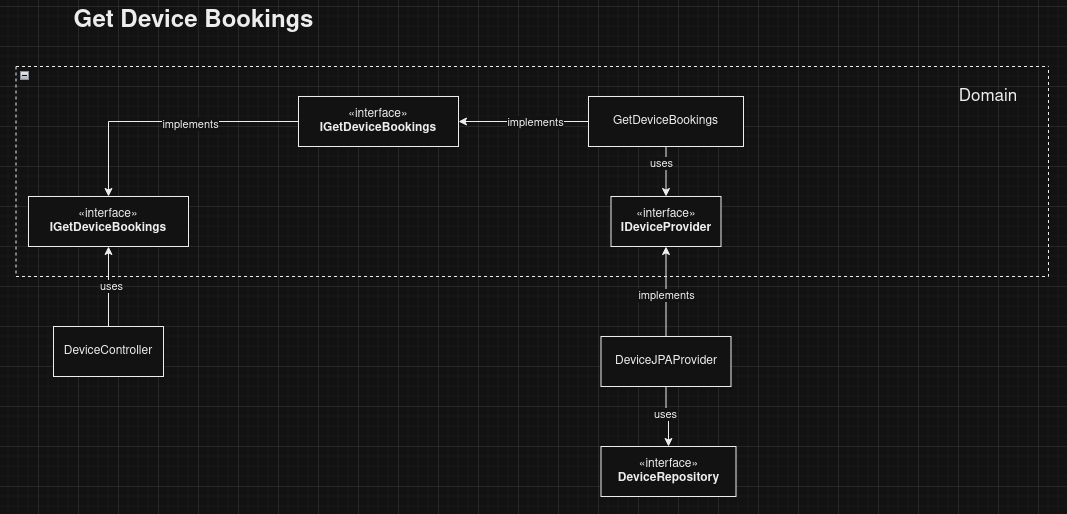 Get Device Bookings
Domain
«interface»
IGetDeviceBookings
implements
implements
GetDeviceBookings
uses
«interface»
IGetDeviceBookings
«interface»
IDeviceProvider
uses
implements
DeviceController
DeviceJPAProvider
uses
«interface»
DeviceRepository